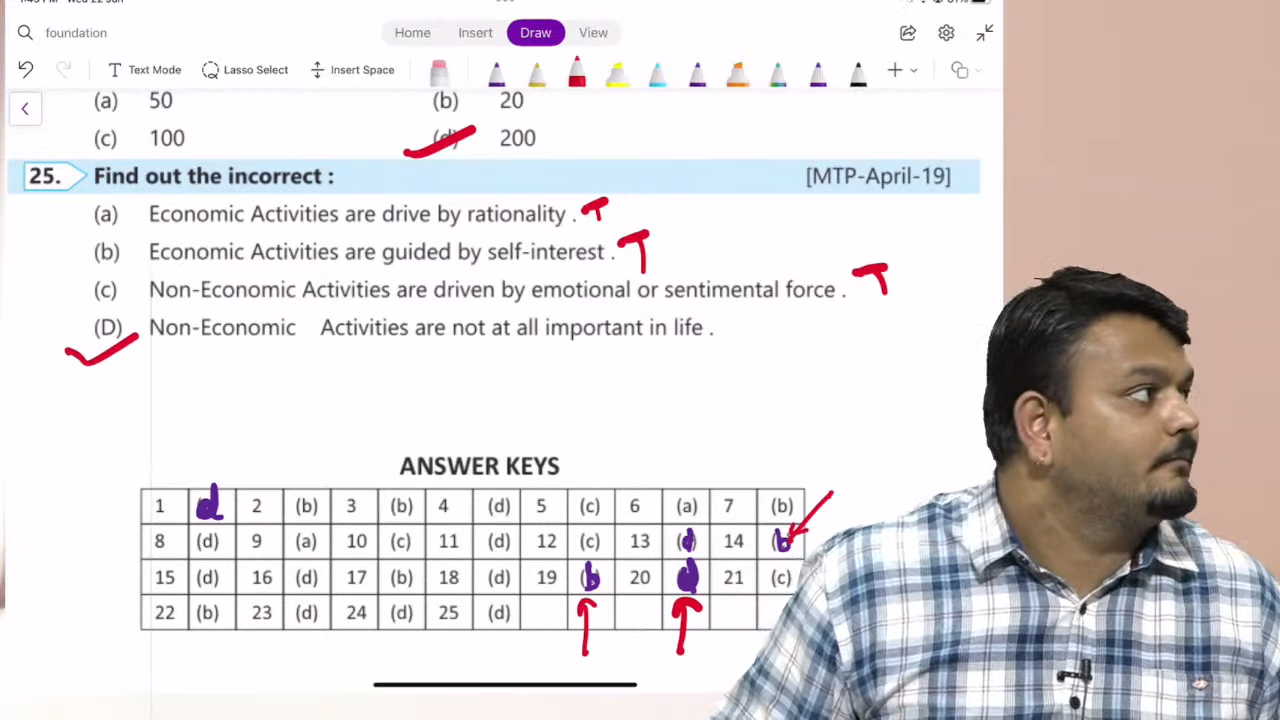 foundation
Home Insert Draw View
Text Mode Lasso Select Insert Space
(a) 50 (b) 20
(c) 100 (d) 200
25. Find out the incorrect : [MTP-April-19]
(a) Economic Activities are drive by rationality . T
(b) Economic Activities are guided by self-interest . T
(c) Non-Economic Activities are driven by emotional or sentimental force . T
(D) Non-Economic Activities are not at all important in life .
ANSWER KEYS
1 d 2 (b) 3 (b) 4 (d) 5 (c) 6 (a) 7 (b)
8 (d) 9 (a) 10 (c) 11 (d) 12 (c) 13 (d) 14 (b)
15 (d) 16 (d) 17 (b) 18 (d) 19 (b) 20 d 21 (c)
22 (b) 23 (d) 24 (d) 25 (d)